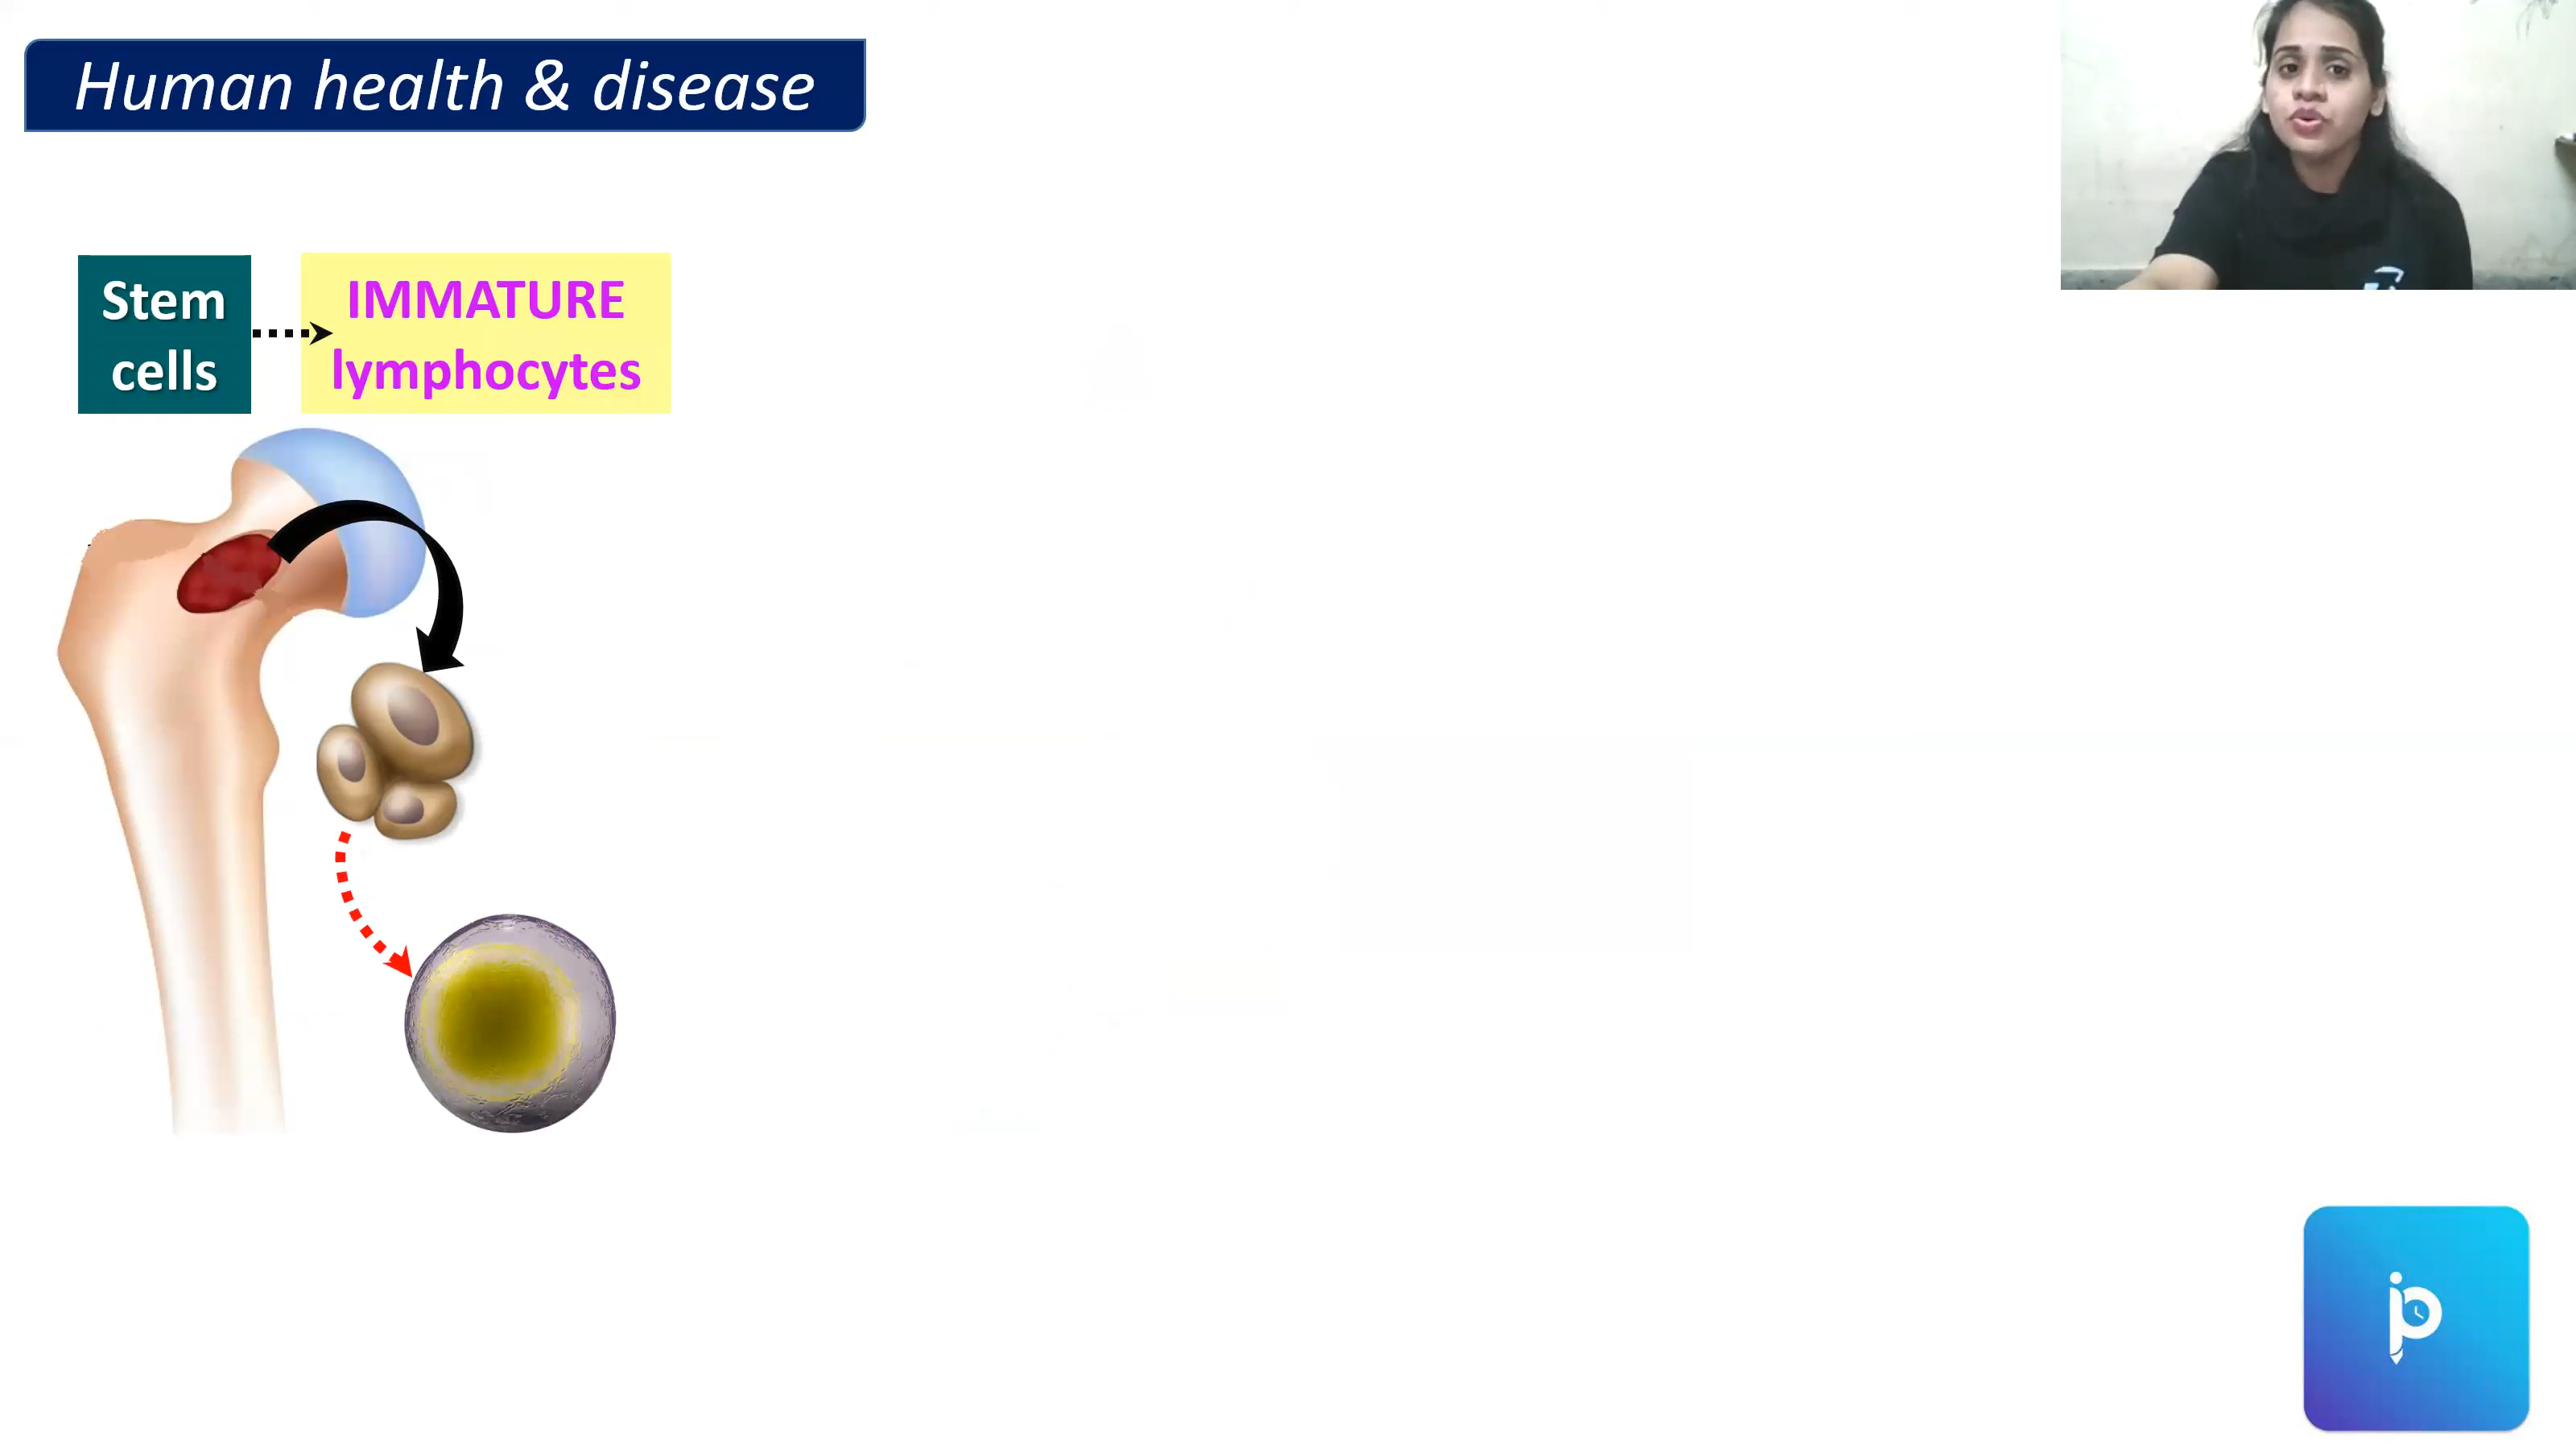 Human health & disease
Stem
cells
IMMATURE
lymphocytes